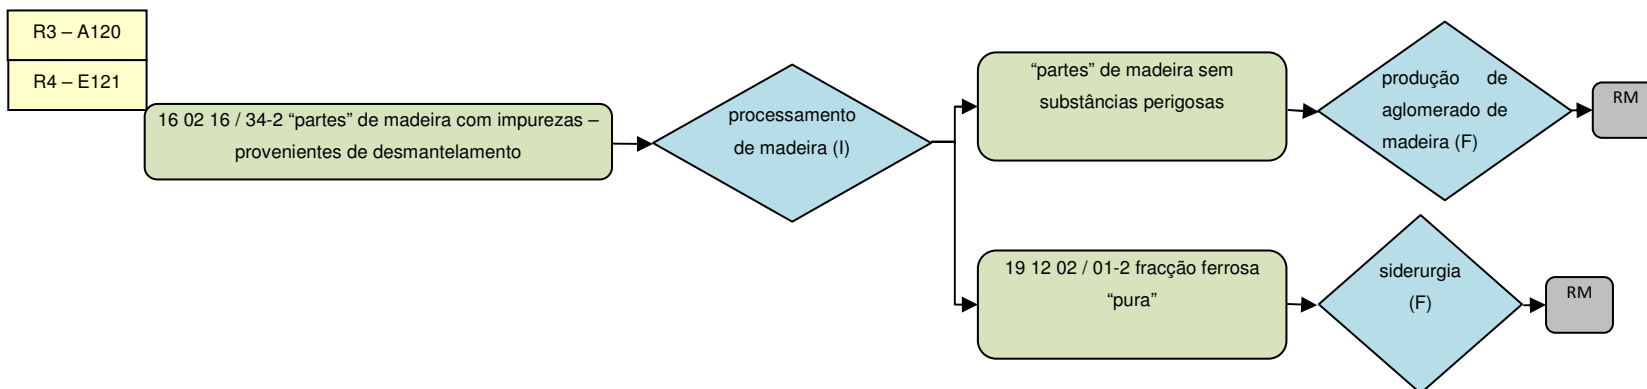 R3 – A120
R4 – E121
16 02 16 / 34-2 “partes” de madeira com impurezas –
provenientes de desmantelamento
processamento
de madeira (I)
“partes” de madeira sem
substâncias perigosas
produção de
aglomerado de
madeira (F)
RM
19 12 02 / 01-2 fracção ferrosa
“pura”
siderurgia
(F)
RM